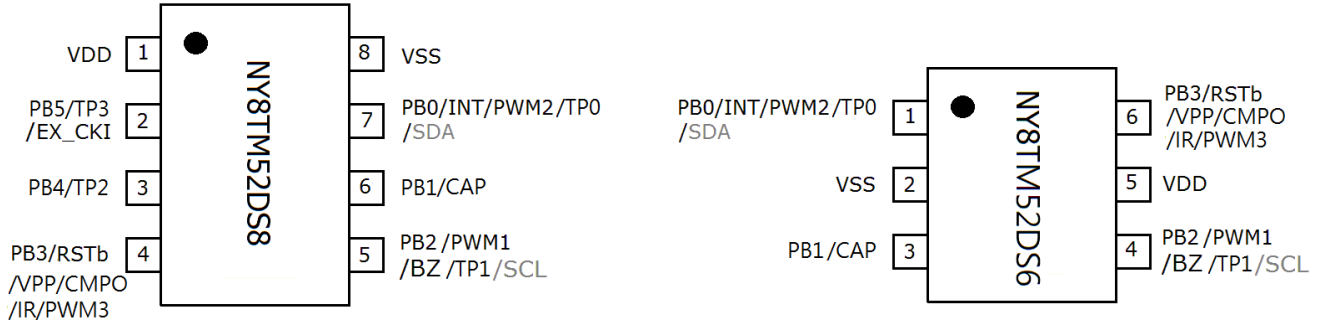 VDD 1
PB5/TP3
/EX_CKI 2
PB4/TP2 3
PB3/RSTb 4
/VPP/CMPO
/IR/PWM3
NY8TM52DS8
8 VSS
7 PB0/INT/PWM2/TP0
/SDA
6 PB1/CAP
5 PB2/PWM1
/BZ/TP1/SCL
PB0/INT/PWM2/TP0 1
/SDA
VSS 2
PB1/CAP 3
NY8TM52DS6
PB3/RSTb
6 /VPP/CMPO
/IR/PWM3
5 VDD
4 PB2/PWM1
/BZ/TP1/SCL